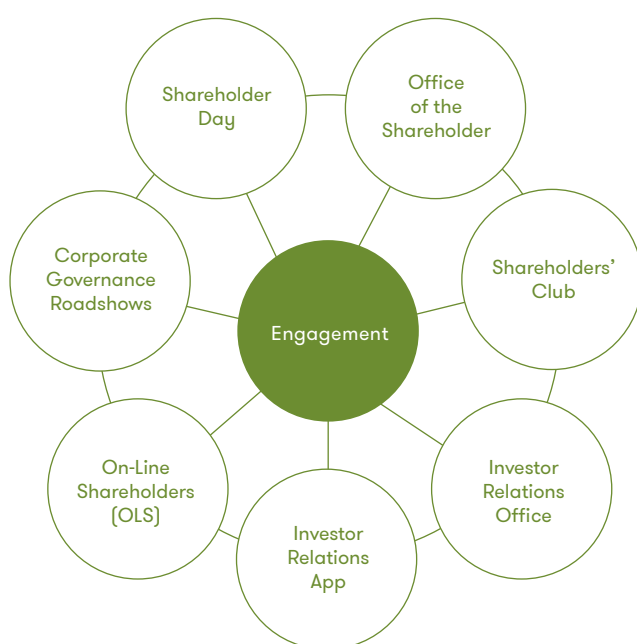 Shareholder
Day
Office
of the
Shareholder
Corporate
Governance
Roadshows
Shareholders’
Club
Engagement
On-Line
Shareholders
(OLS)
Investor
Relations
App
Investor
Relations
Office